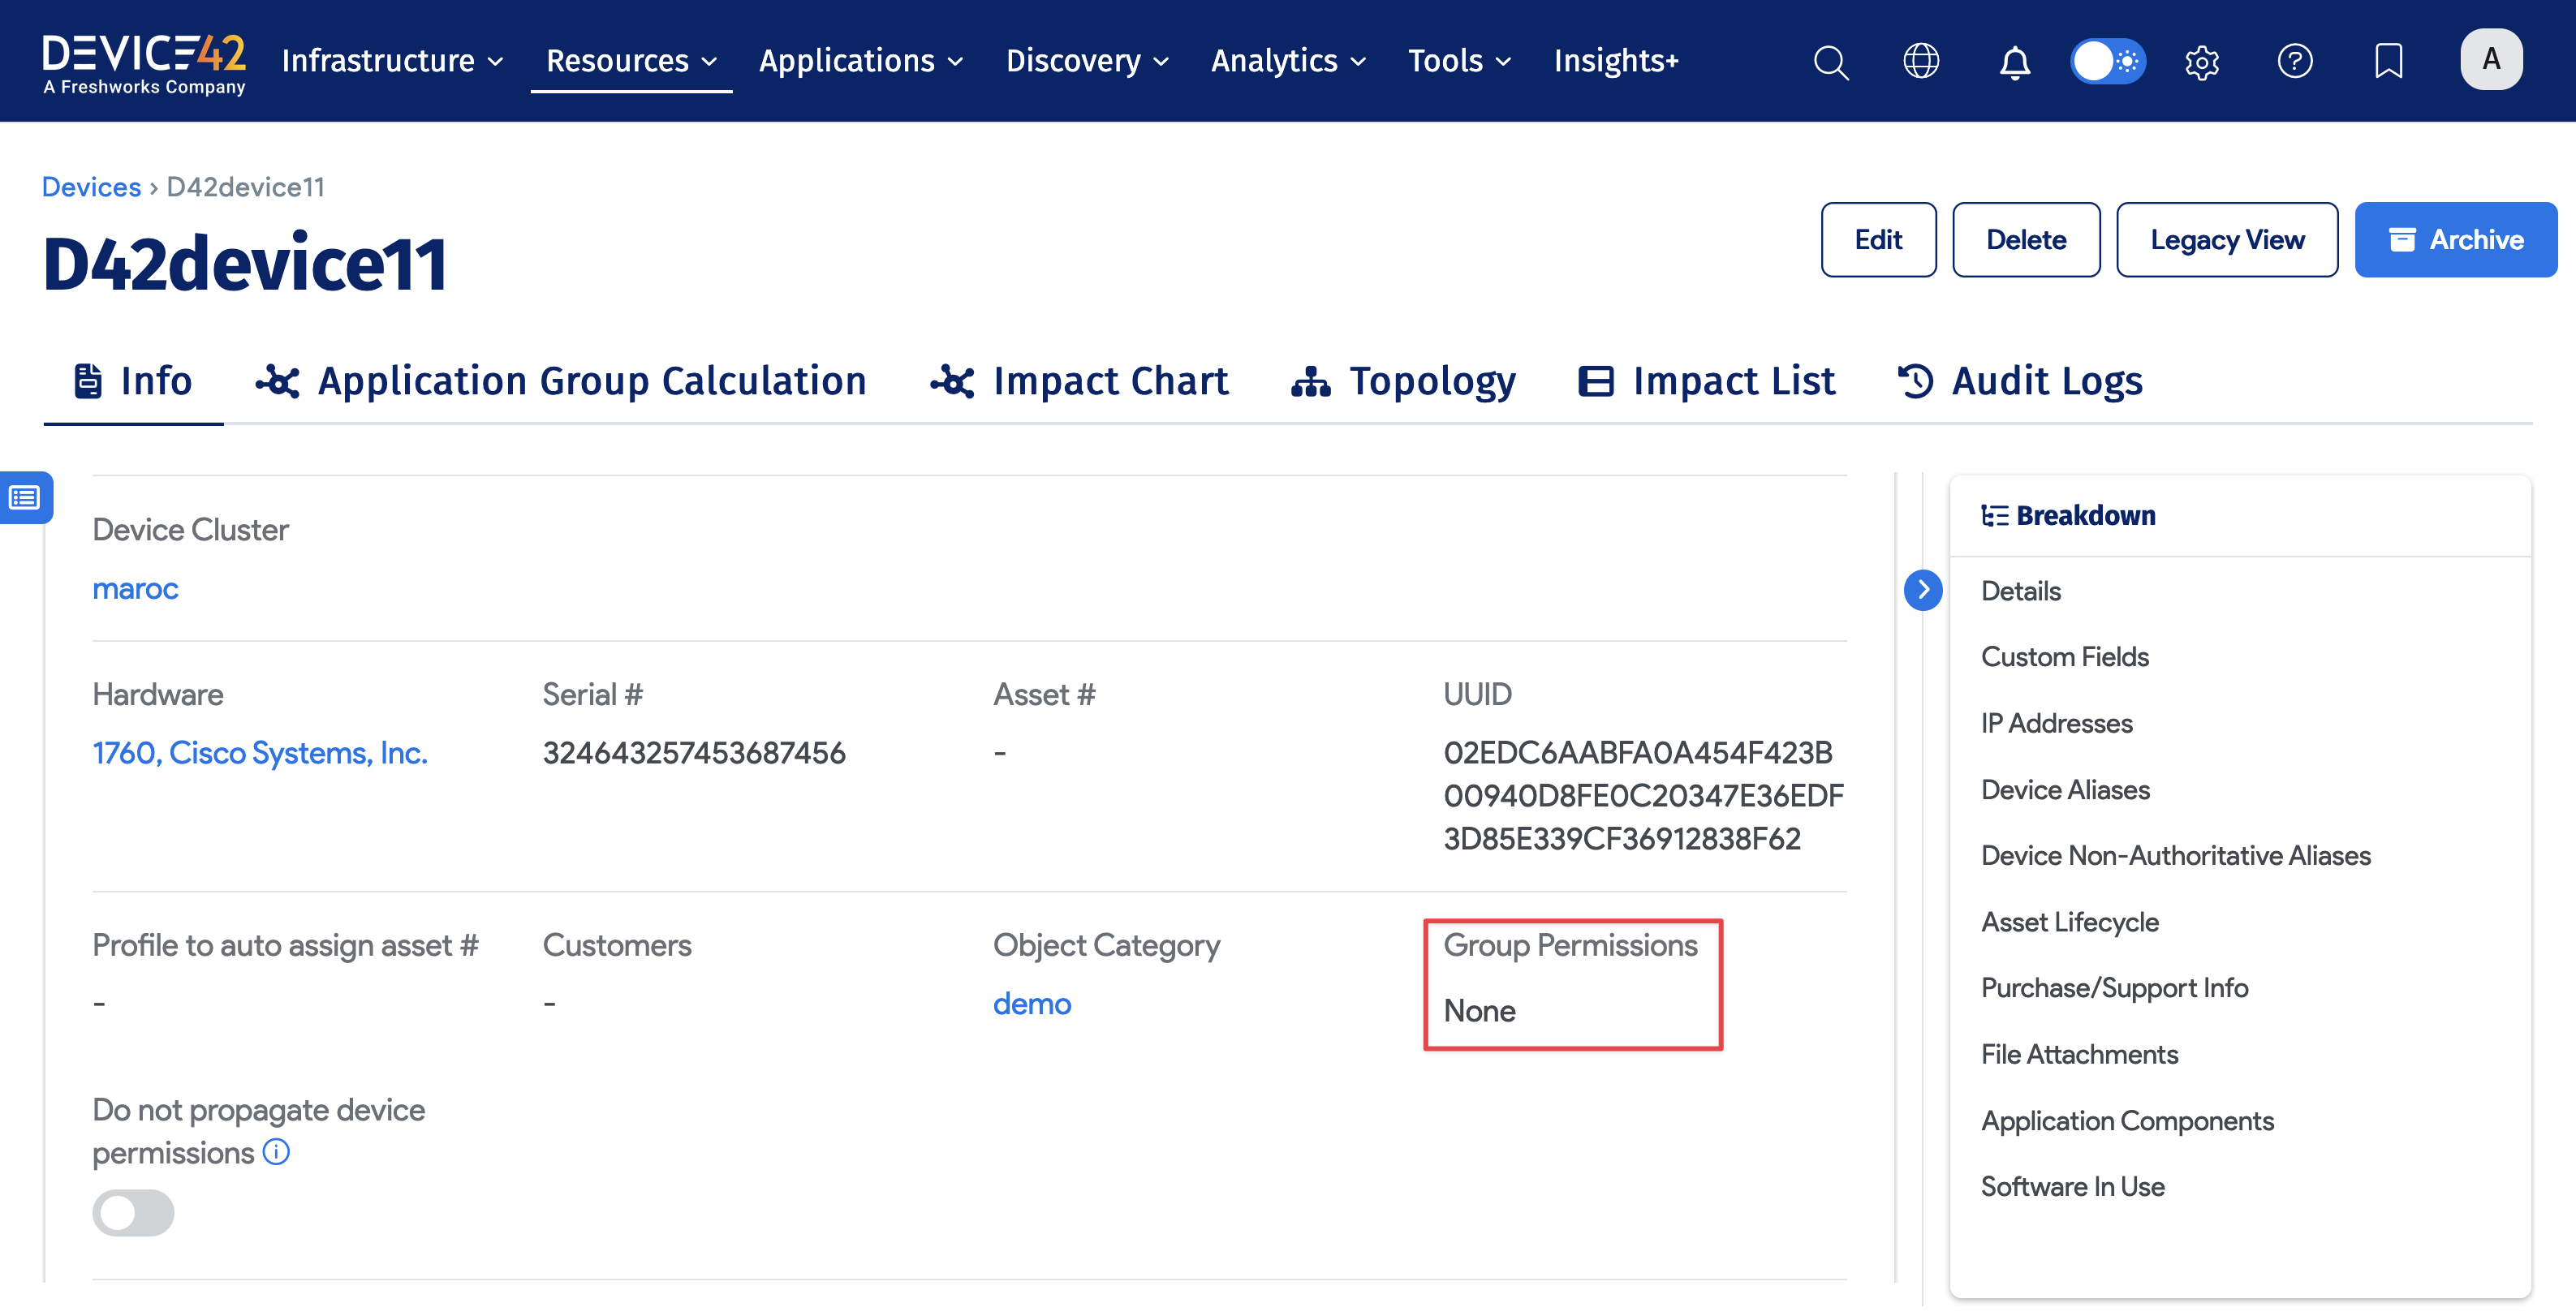 DEVICE42
A Freshworks Company
Infrastructure
Resources
Applications
Discovery
Analytics
Tools
Insights+
A
Devices › D42device11
D42device11
Edit
Delete
Legacy View
Archive
Info
Application Group Calculation
Impact Chart
Topology
Impact List
Audit Logs
Device Cluster
maroc
Hardware
1760, Cisco Systems, Inc.
Serial #
324643257453687456
Asset #
-
UUID
02EDC6AABFA0A454F423B
00940D8FE0C20347E36EDF
3D85E339CF36912838F62
Profile to auto assign asset #
-
Customers
-
Object Category
demo
Group Permissions
None
Do not propagate device
permissions
Breakdown
Details
Custom Fields
IP Addresses
Device Aliases
Device Non-Authoritative Aliases
Asset Lifecycle
Purchase/Support Info
File Attachments
Application Components
Software In Use